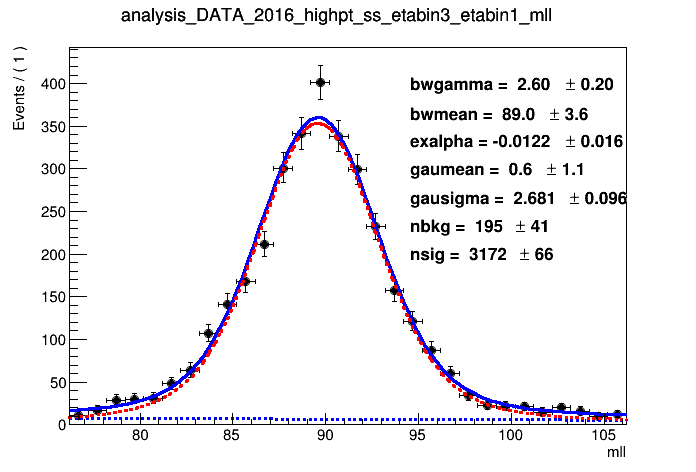 analysis_DATA_2016_highpt_ss_etabin3_etabin1_mll
Events / ( 1 )
400
350
300
250
200
150
100
50
0
bwgamma = 2.60 ± 0.20
bwmean = 89.0 ± 3.6
exalpha = -0.0122 ± 0.016
gaumean = 0.6 ± 1.1
gausigma = 2.681 ± 0.096
nbkg = 195 ± 41
nsig = 3172 ± 66
80 85 90 95 100 105
mll